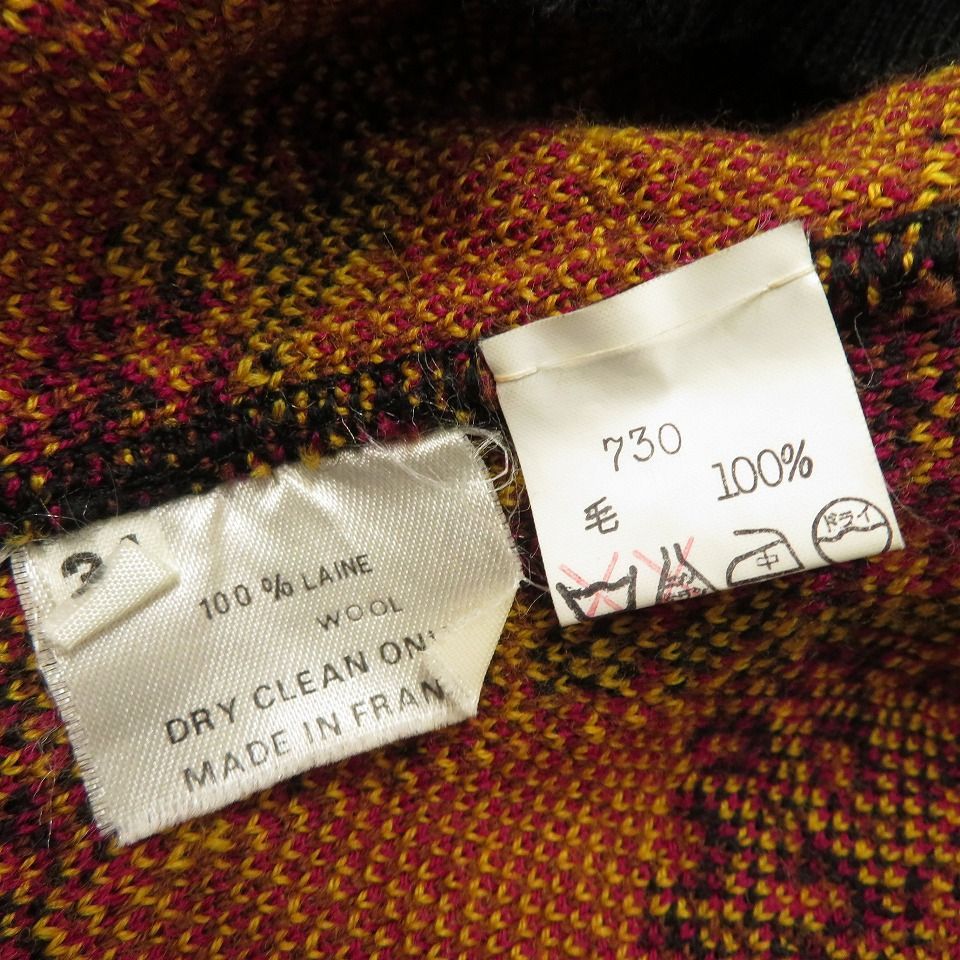 100 % LAINE
WOOL
DRY CLEAN ON
MADE IN FRAN
730
毛 100%
中
ドライ